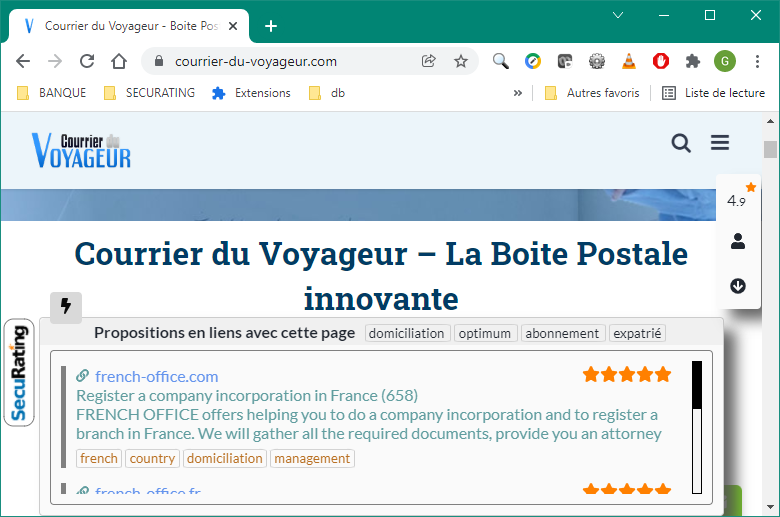 Courrier du Voyageur - Boite Pos
courrier-du-voyageur.com
G
BANQUE
SECURATING
Extensions
db
»
Autres favoris
Liste de lecture
Courrier du
VOYAGEUR
4.9
Courrier du Voyageur – La Boite Postale
innovante
SecuRating
Propositions en liens avec cette page domiciliation optimum abonnement expatrié
french-office.com
Register a company incorporation in France (658)
FRENCH OFFICE offers helping you to do a company incorporation and to register a
branch in France. We will gather all the required documents, provide you an attorney
french country domiciliation management
french-office.fr